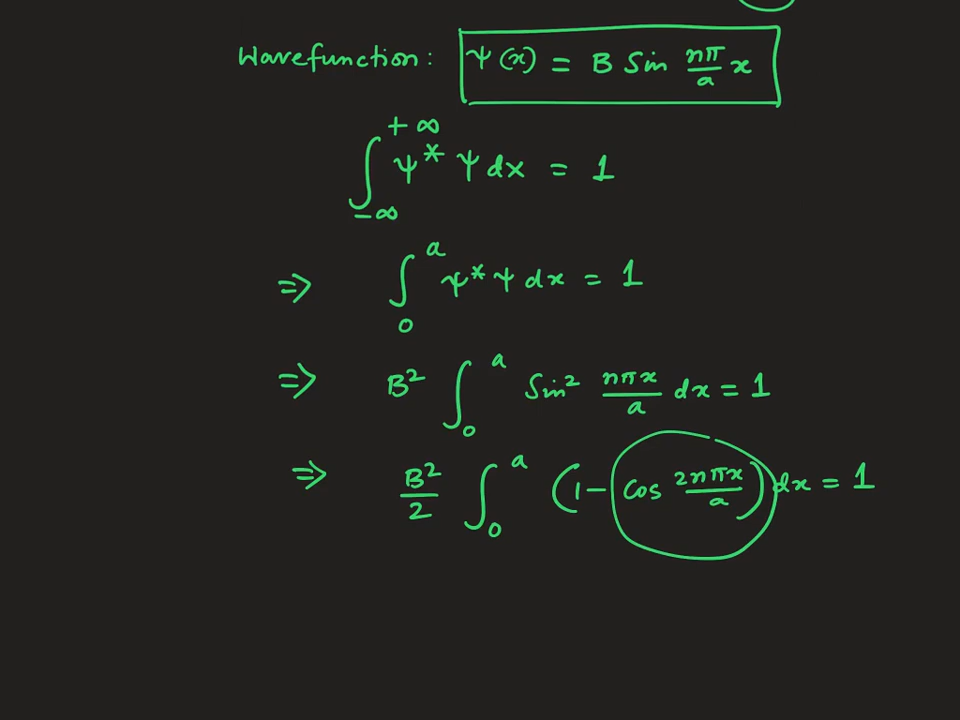 Wavefunction: ψ(x) = B Sin nπ/a x
∫_{-∞}^{+∞} ψ* ψ dx = 1
⇒ ∫_0^a ψ* ψ dx = 1
⇒ B² ∫_0^a Sin² nπx/a dx = 1
⇒ B²/2 ∫_0^a (1 - Cos 2nπx/a) dx = 1